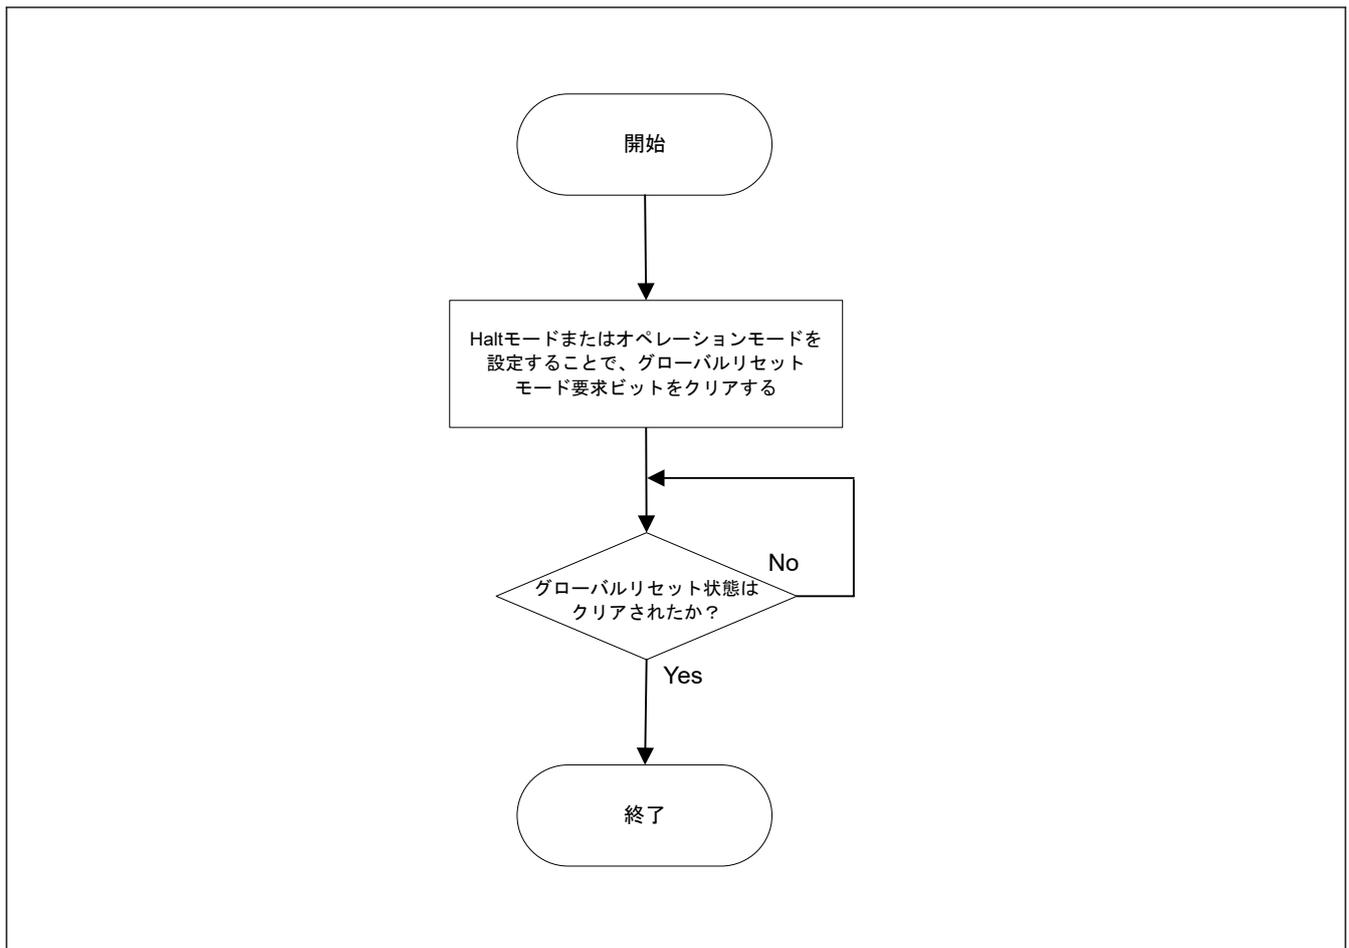 開始
Haltモードまたはオペレーションモードを
設定することで、グローバルリセット
モード要求ビットをクリアする
No
グローバルリセット状態は
クリアされたか？
Yes
終了